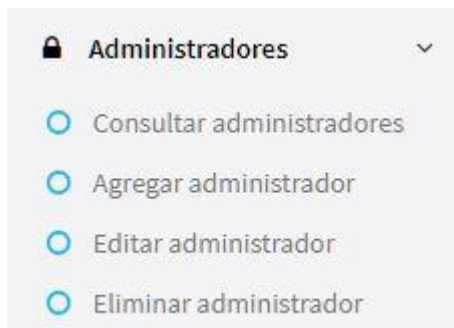 Administradores
Consultar administradores
Agregar administrador
Editar administrador
Eliminar administrador